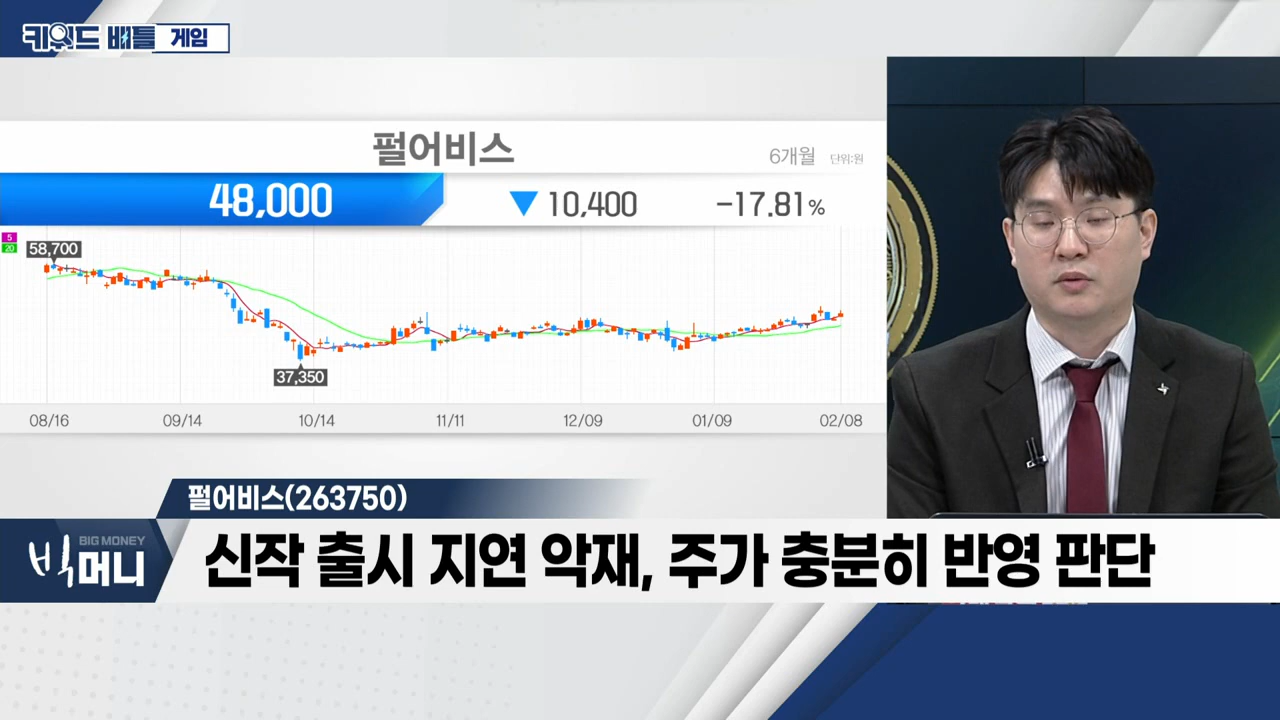 키워드 배틀 게임
펄어비스
6개월 단위:원
48,000 ▼ 10,400 -17.81%
5
20
58,700
37,350
08/16 09/14 10/14 11/11 12/09 01/09 02/08
펄어비스(263750)
BIG MONEY
빅머니
신작 출시 지연 악재, 주가 충분히 반영 판단